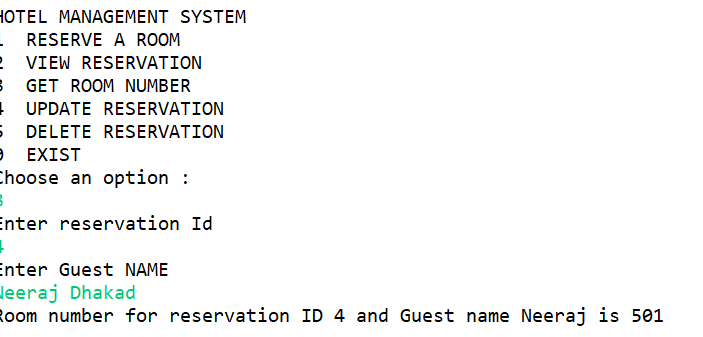 HOTEL MANAGEMENT SYSTEM
1  RESERVE A ROOM
2  VIEW RESERVATION
3  GET ROOM NUMBER
4  UPDATE RESERVATION
5  DELETE RESERVATION
0  EXIST
Choose an option :
3
Enter reservation Id
4
Enter Guest NAME
Neeraj Dhakad
Room number for reservation ID 4 and Guest name Neeraj is 501